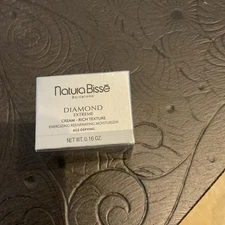 Natura Bissé
Barcelona
DIAMOND
EXTREME
CREAM - RICH TEXTURE
ENERGIZING REJUVENATING MOISTURIZER
AGE-DEFYING
NET WT. 0.16 OZ.